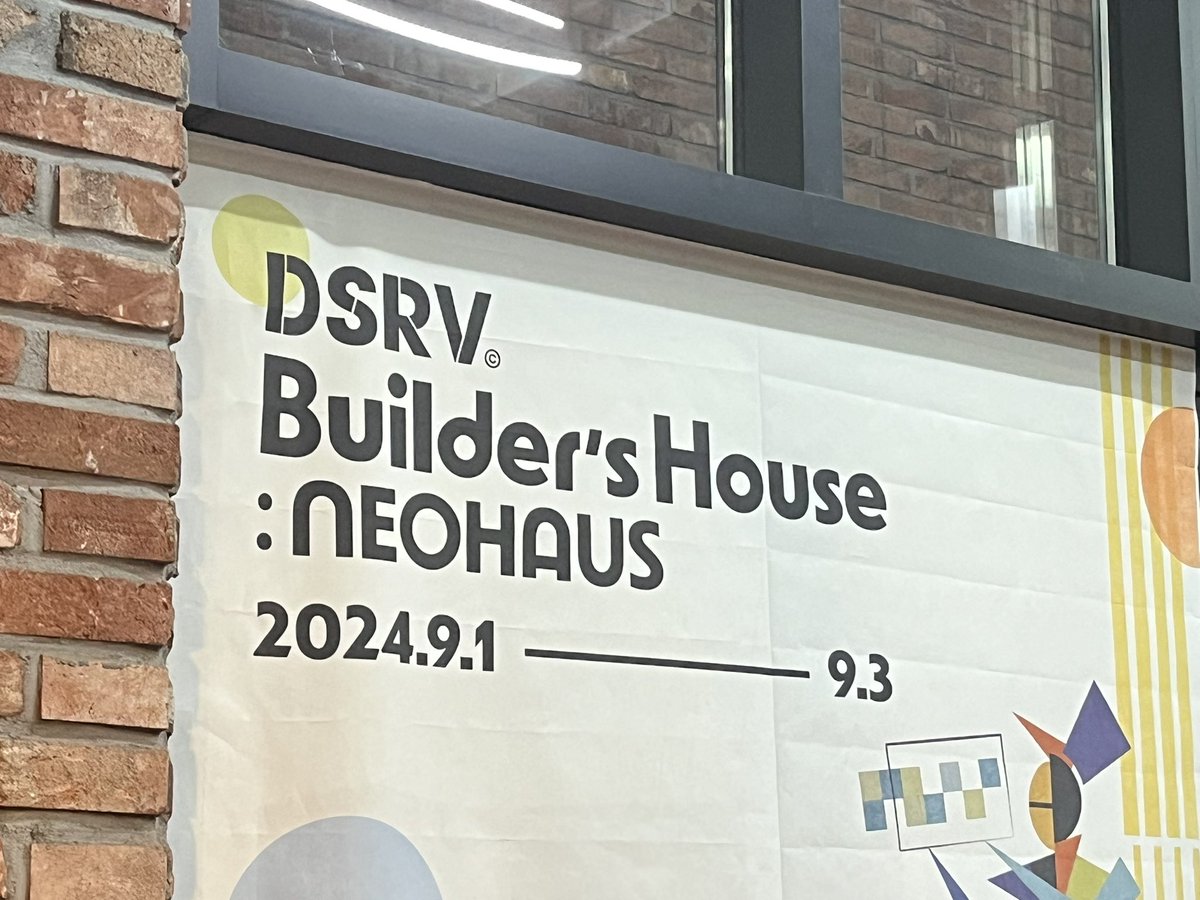 DSRV©
Builder's House
: NEOHAUS
2024.9.1 — 9.3